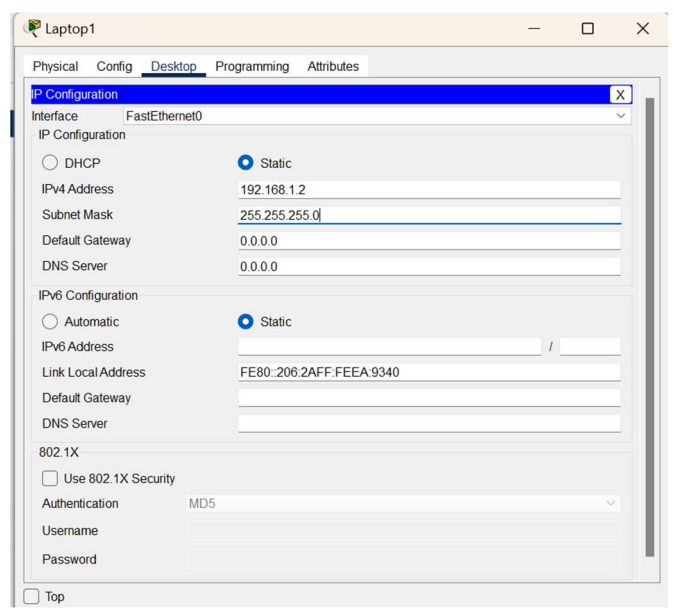 Laptop1
Physical Config Desktop Programming Attributes
IP Configuration X
Interface FastEthernet0
IP Configuration
DHCP Static
IPv4 Address 192.168.1.2
Subnet Mask 255.255.255.0
Default Gateway 0.0.0.0
DNS Server 0.0.0.0
IPv6 Configuration
Automatic Static
IPv6 Address /
Link Local Address FE80::206:2AFF:FEEA:9340
Default Gateway
DNS Server
802.1X
Use 802.1X Security
Authentication MD5
Username
Password
Top